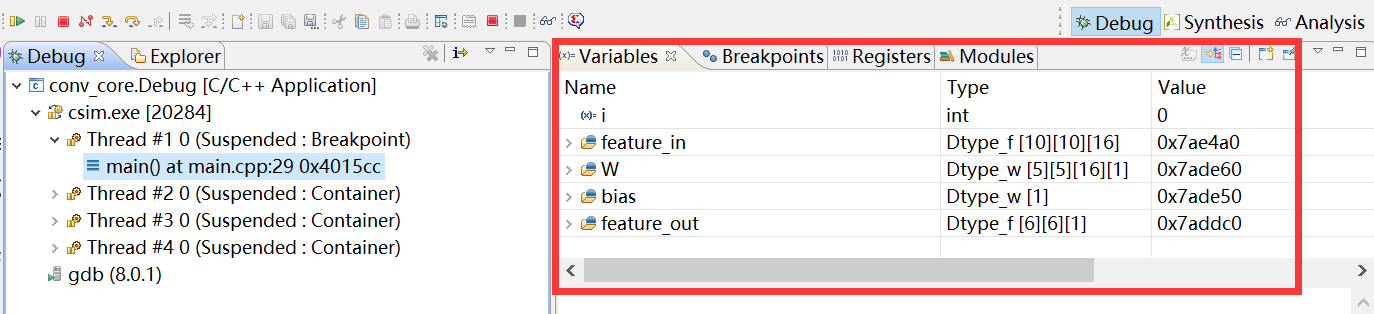 Debug Synthesis Analysis
Debug Explorer
conv_core.Debug [C/C++ Application]
csim.exe [20284]
Thread #1 0 (Suspended : Breakpoint)
main() at main.cpp:29 0x4015cc
Thread #2 0 (Suspended : Container)
Thread #3 0 (Suspended : Container)
Thread #4 0 (Suspended : Container)
gdb (8.0.1)
(x)= Variables Breakpoints 1010 0101 Registers Modules
Name Type Value
(x)= i int 0
feature_in Dtype_f [10][10][16] 0x7ae4a0
W Dtype_w [5][5][16][1] 0x7ade60
bias Dtype_w [1] 0x7ade50
feature_out Dtype_f [6][6][1] 0x7addc0